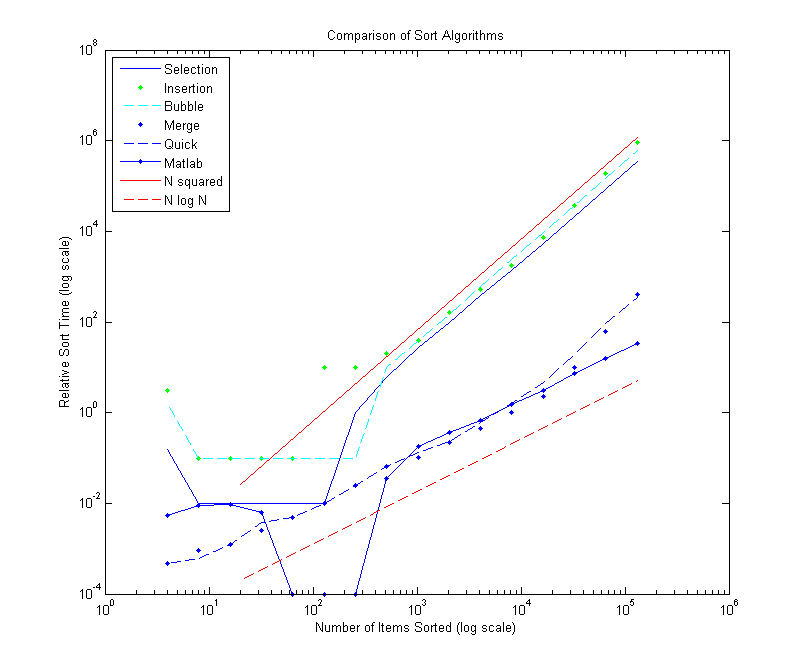 Comparison of Sort Algorithms
10^8
10^6
10^4
10^2
10^0
10^-2
10^-4
Relative Sort Time (log scale)
Selection
Insertion
Bubble
Merge
Quick
Matlab
N squared
N log N
10^0
10^1
10^2
10^3
10^4
10^5
10^6
Number of Items Sorted (log scale)